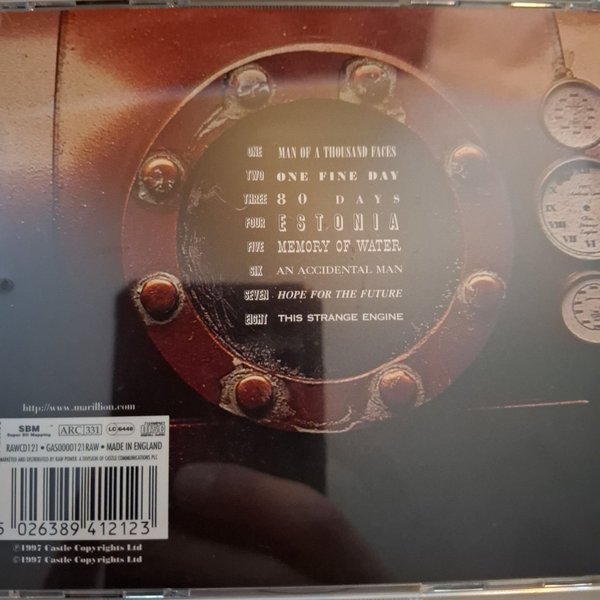 ONE MAN OF A THOUSAND FACES
TWO ONE FINE DAY
THREE 80 DAYS
FOUR ESTONIA
FIVE MEMORY OF WATER
SIX AN ACCIDENTAL MAN
SEVEN HOPE FOR THE FUTURE
EIGHT THIS STRANGE ENGINE
http://www.marillion.com
SBM ARC 331 LC 6448
Super Bit Mapping
RAWCD121 • GAS0000121RAW • MADE IN ENGLAND
MARKETED AND DISTRIBUTED BY RAW POWER. A DIVISION OF CASTLE COMMUNICATIONS PLC
5 026389 412123
℗1997 Castle Copyrights Ltd
©1997 Castle Copyrights Ltd